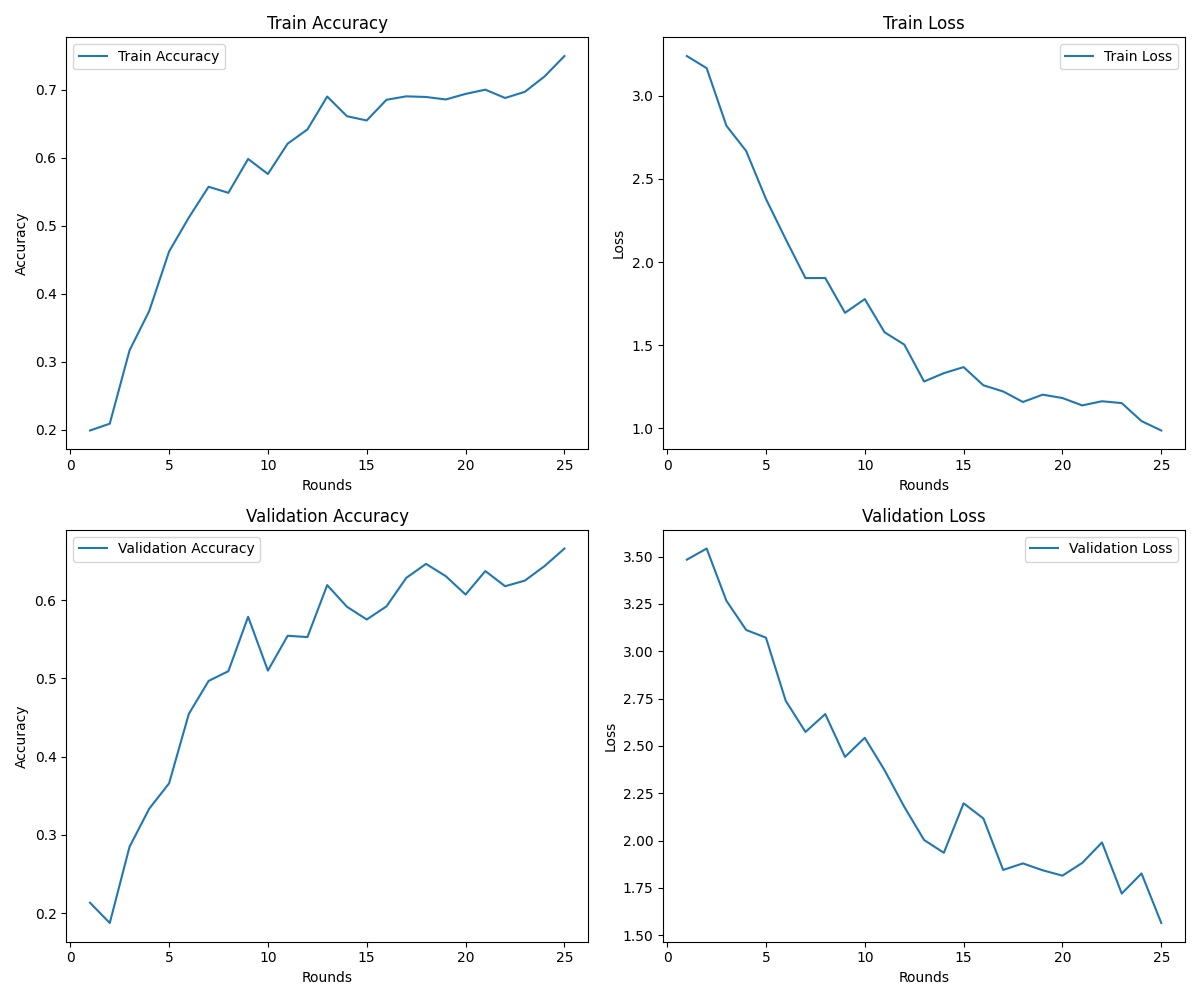 Train Accuracy
Train Accuracy
0.7
0.6
0.5
0.4
0.3
0.2
Accuracy
0 5 10 15 20 25
Rounds
Train Loss
Train Loss
3.0
2.5
2.0
1.5
1.0
Loss
0 5 10 15 20 25
Rounds
Validation Accuracy
Validation Accuracy
0.6
0.5
0.4
0.3
0.2
Accuracy
0 5 10 15 20 25
Rounds
Validation Loss
Validation Loss
3.50
3.25
3.00
2.75
2.50
2.25
2.00
1.75
1.50
Loss
0 5 10 15 20 25
Rounds